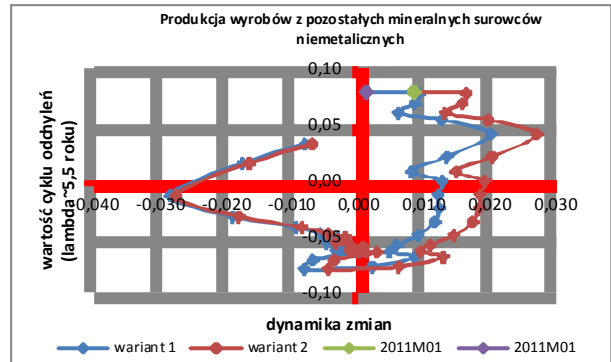 Produkcja wyrobów z pozostałych mineralnych surowców
niemetalicznych
wartość cyklu oddhyleń
(lambda~5,5 roku)
0,10
0,05
0,00
-0,040 -0,030 -0,020 -0,010 0,000 0,010 0,020 0,030
-0,05
-0,10
dynamika zmian
wariant 1 wariant 2 2011M01 2011M01